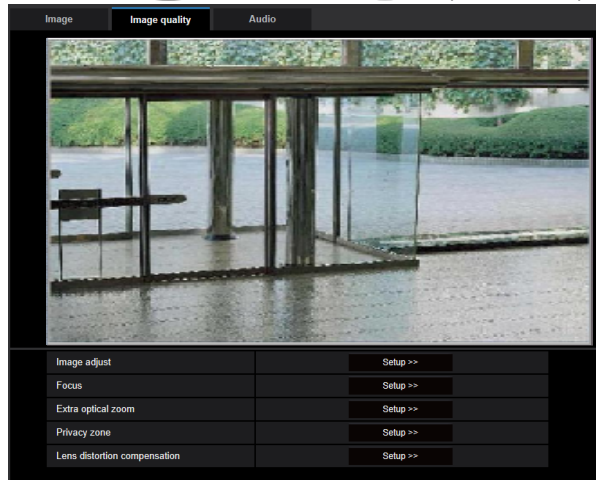 Image Image quality Audio
Image adjust Setup >>
Focus Setup >>
Extra optical zoom Setup >>
Privacy zone Setup >>
Lens distortion compensation Setup >>